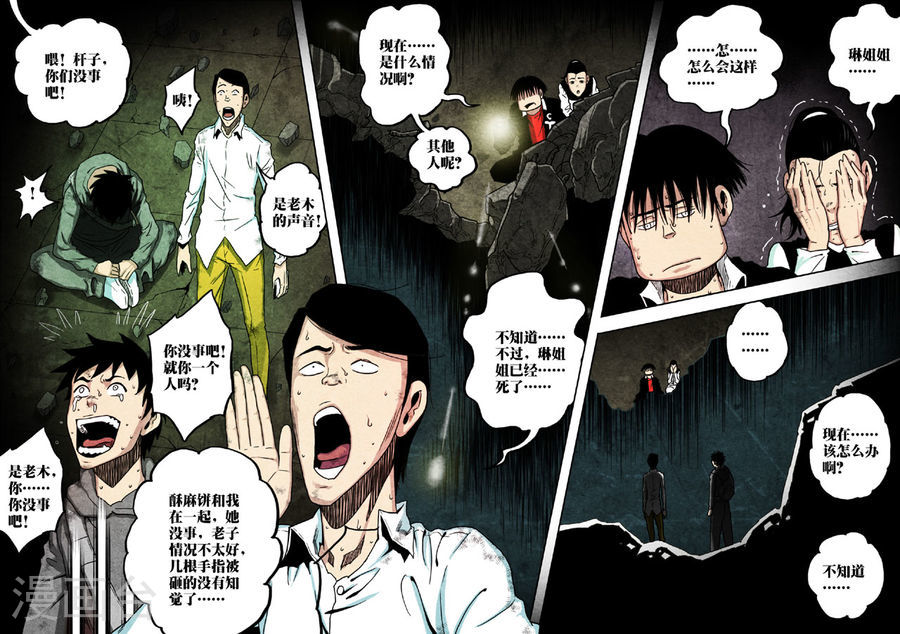 喂！杆子，
你们没事
吧！
咦！
！
是老木
的声音！
你没事吧！
就你一个
人吗？
是老木，
你……
你没事
吧！
酥麻饼和我
在一起，她
没事，老子
情况不太好，
几根手指被
砸的没有知
觉了……
现在……
是什么情
况啊？
其他
人呢？
不知道……
不过，琳姐
姐已经……
死了……
……怎……
怎么会这样
琳姐姐
……
……
……
现在……
该怎么办
啊？
不知道
……
漫画台